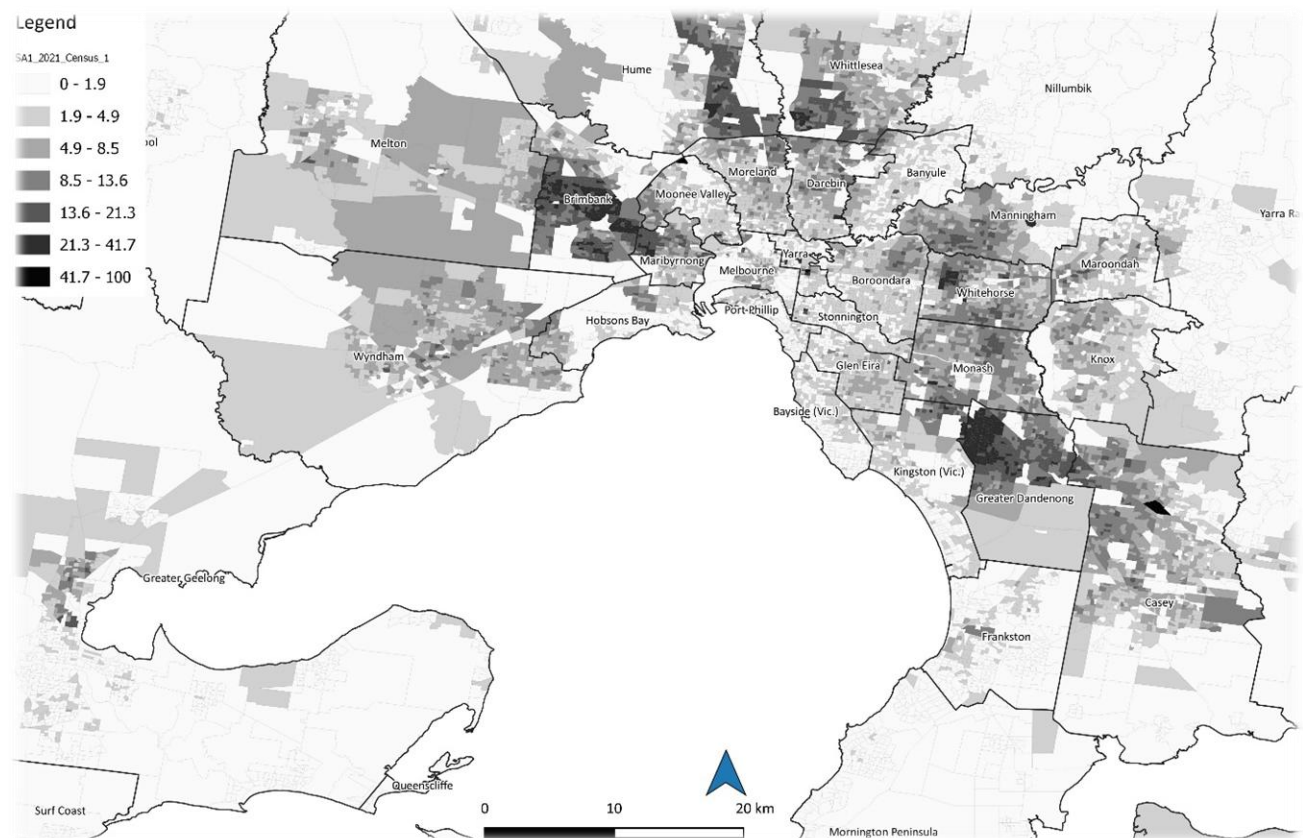 Legend
SA1_2021_Census_1
0 - 1.9
1.9 - 4.9
4.9 - 8.5
8.5 - 13.6
13.6 - 21.3
21.3 - 41.7
41.7 - 100
Hume
Whittlesea
Nillumbik
ool
Melton
Moreland
Banyule
Brimbank
Moonee Valley
Darebin
Manningham
Yarra Ra
Maribyrnong
Yarra
Maroondah
Melbourne
Boroondara
Whitehorse
Hobsons Bay
Port Phillip
Stonnington
Wyndham
Glen Eira
Monash
Knox
Bayside (Vic.)
Kingston (Vic.)
Greater Dandenong
Greater Geelong
Casey
Frankston
Queenscliffe
Surf Coast
0 10 20 km
Mornington Peninsula